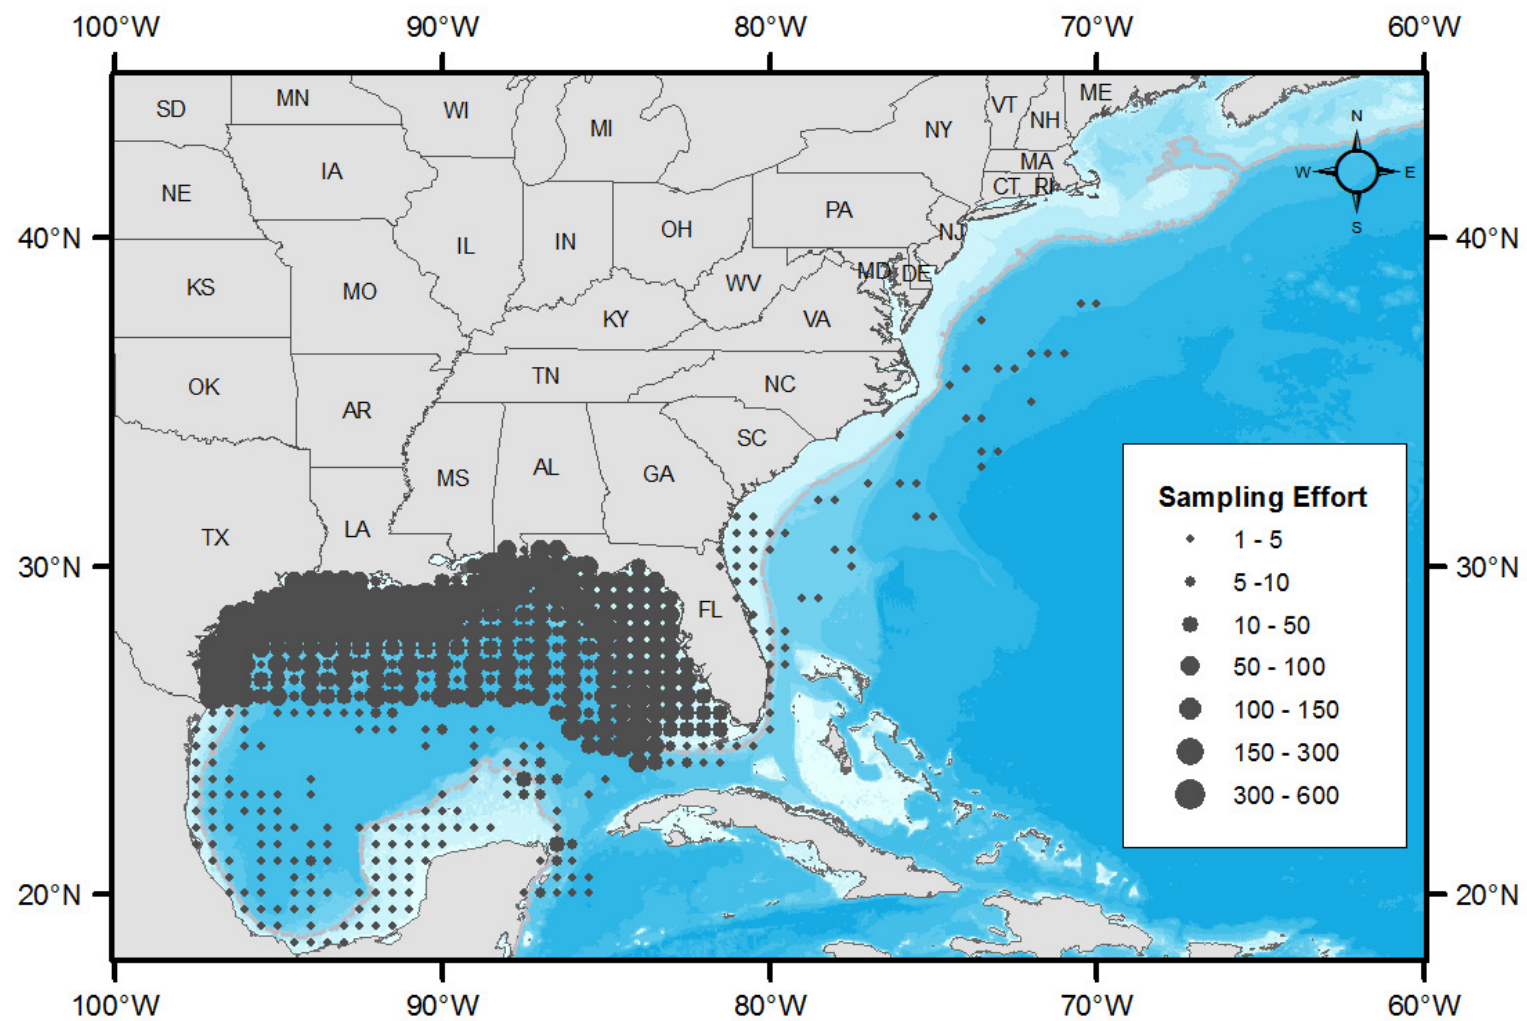 100°W 90°W 80°W 70°W 60°W
SD MN WI MI NY VT NH ME
N
W E
S
NE IA MA
CT RI
PA
40°N IL IN OH NJ 40°N
KS MO WV MD DE
KY VA
OK TN NC
AR SC
MS AL GA
TX LA
30°N 30°N
FL
Sampling Effort
1 - 5
5 -10
10 - 50
50 - 100
100 - 150
150 - 300
300 - 600
20°N 20°N
100°W 90°W 80°W 70°W 60°W